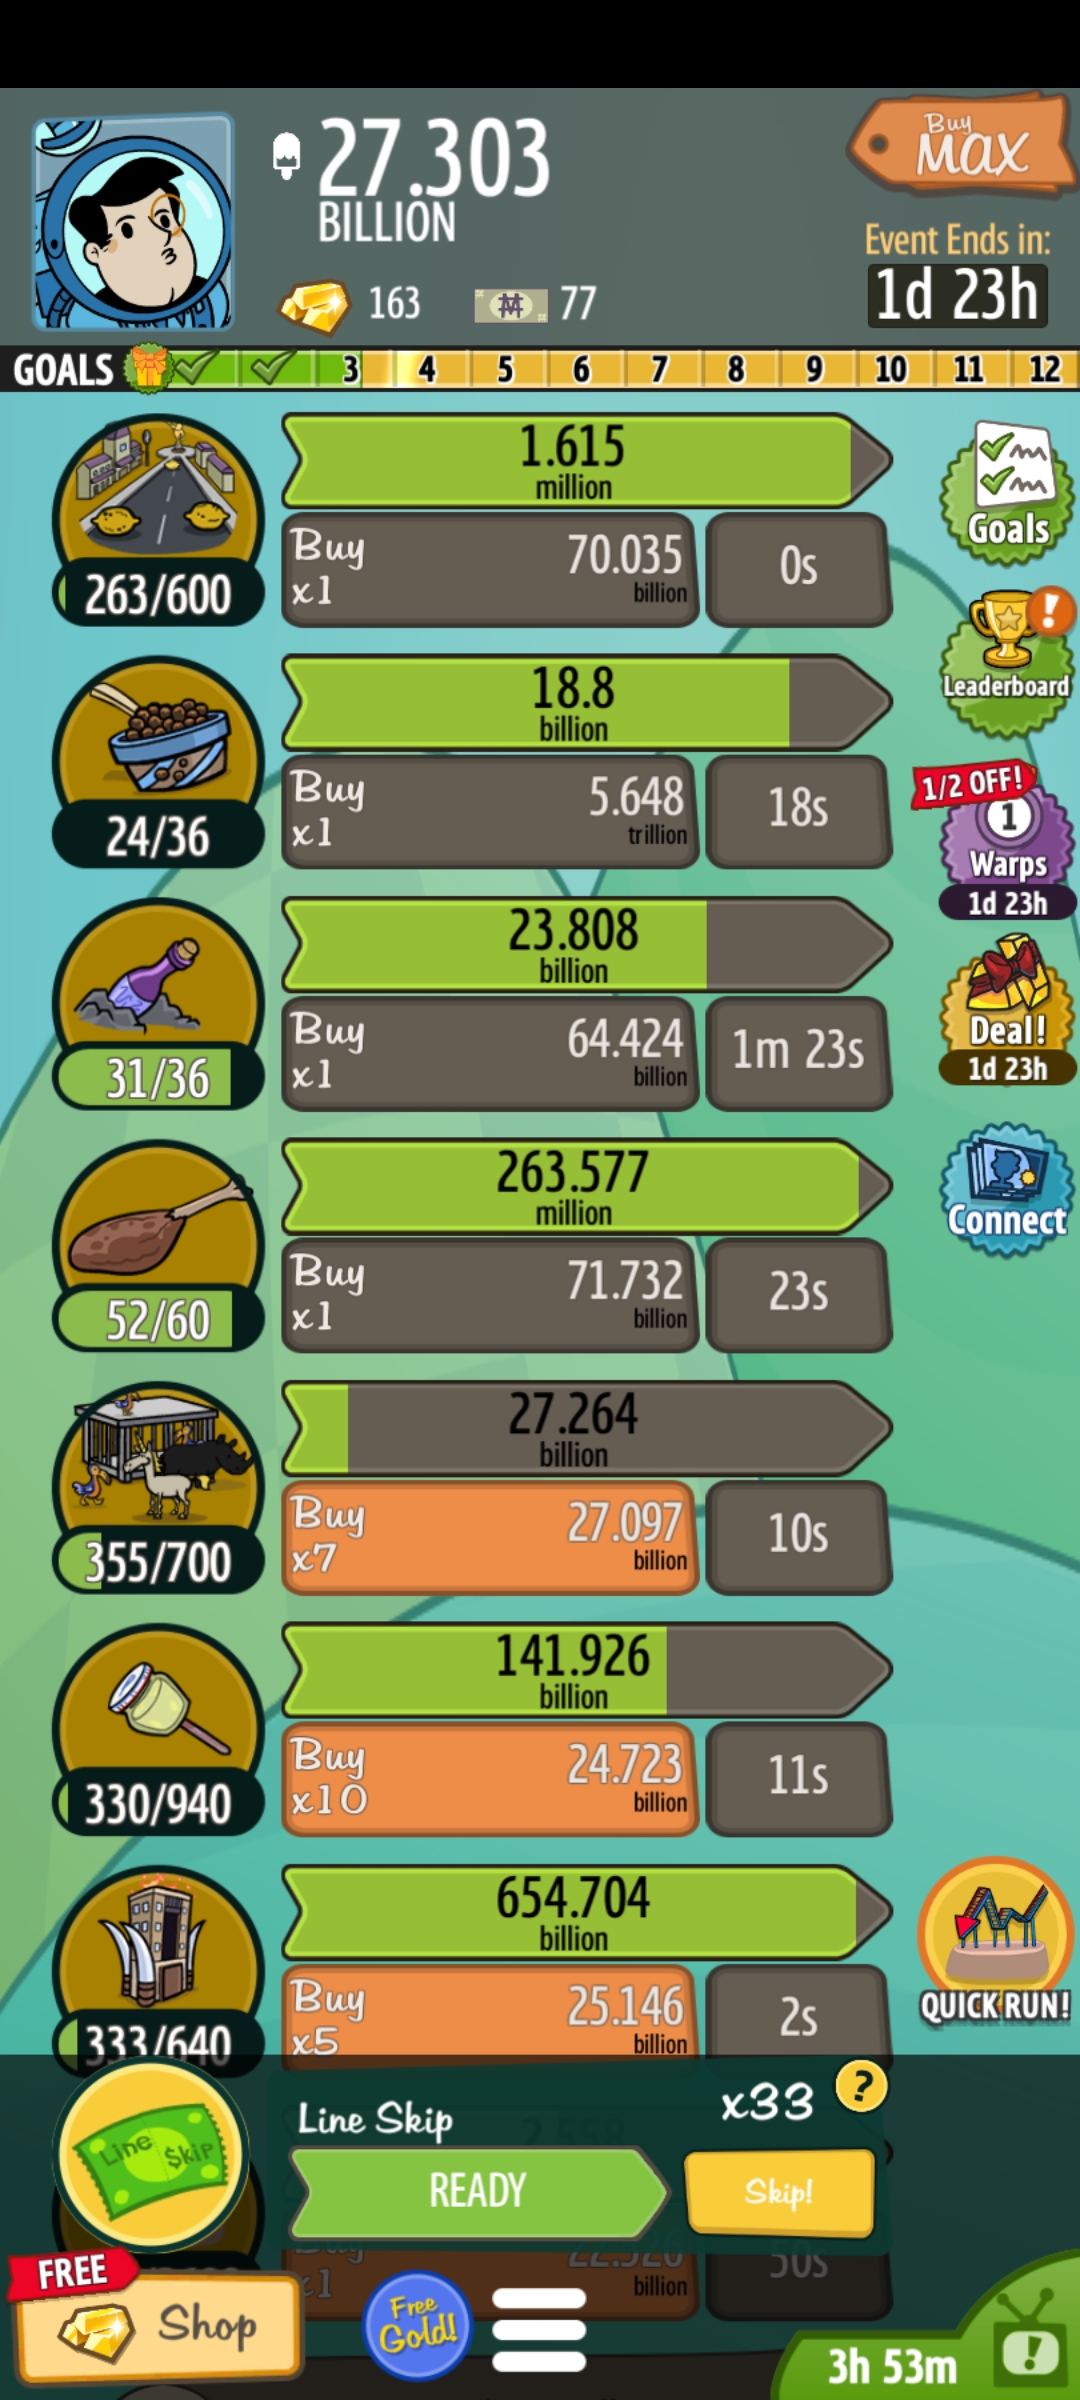 27.303
BILLION
163
77
Buy
MAX
Event Ends in:
1d 23h
GOALS 3 4 5 6 7 8 9 10 11 12
1.615
million
263/600
Buy
x1
70.035
billion
0s
Goals
18.8
billion
24/36
Buy
x1
5.648
trillion
18s
Leaderboard
1/2 OFF!
1
Warps
1d 23h
23.808
billion
31/36
Buy
x1
64.424
billion
1m 23s
Deal!
1d 23h
263.577
million
52/60
Buy
x1
71.732
billion
23s
Connect
27.264
billion
355/700
Buy
x7
27.097
billion
10s
141.926
billion
330/940
Buy
x10
24.723
billion
11s
654.704
billion
333/640
Buy
x5
25.146
billion
2s
QUICK RUN!
Line Skip
x33
?
2.558
Line $kip
READY
Skip!
Buy
x1
billion
50s
FREE
Shop
Free
Gold!
3h 53m